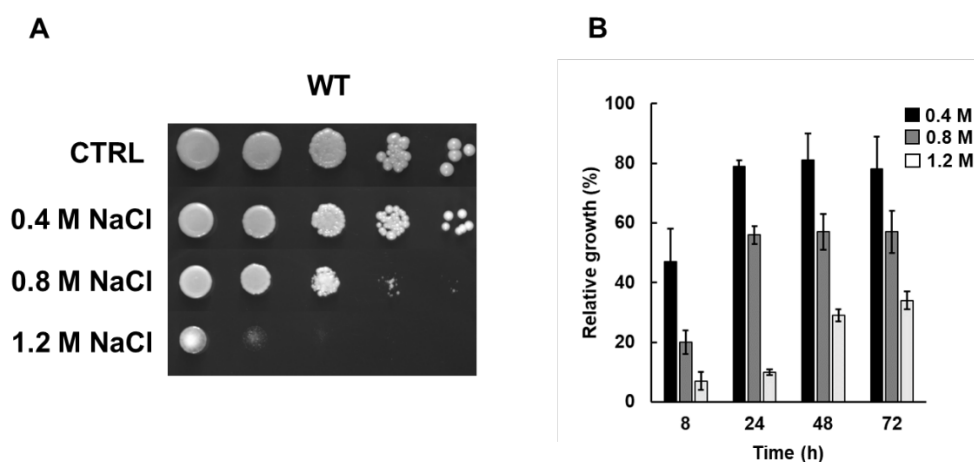 A
WT
CTRL
0.4 M NaCl
0.8 M NaCl
1.2 M NaCl
B
100
80
60
40
20
0
Relative growth (%)
0.4 M
0.8 M
1.2 M
8 24 48 72
Time (h)